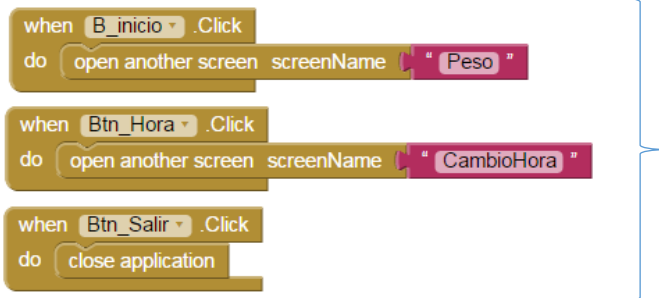 when B_inicio .Click
do open another screen screenName " Peso "
when Btn_Hora .Click
do open another screen screenName " CambioHora "
when Btn_Salir .Click
do close application